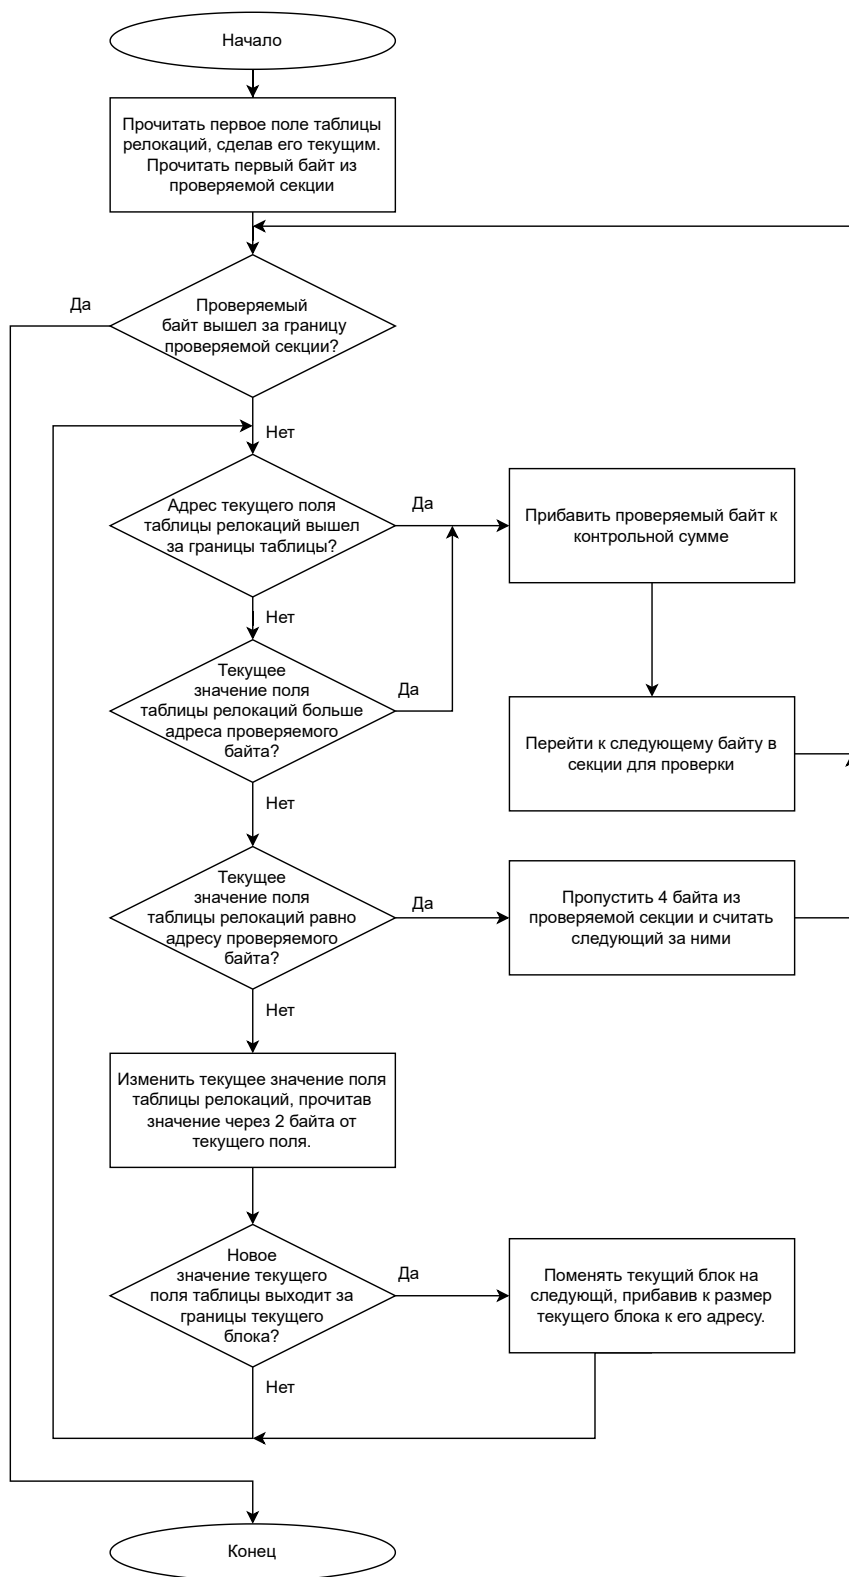 Начало
Прочитать первое поле таблицы
релокаций, сделав его текущим.
Прочитать первый байт из
проверяемой секции
Да
Проверяемый
байт вышел за границу
проверяемой секции?
Нет
Адрес текущего поля
таблицы релокаций вышел
за границы таблицы?
Да
Прибавить проверяемый байт к
контрольной сумме
Нет
Текущее
значение поля
таблицы релокаций больше
адреса проверяемого
байта?
Да
Перейти к следующему байту в
секции для проверки
Нет
Текущее
значение поля
таблицы релокаций равно
адресу проверяемого
байта?
Да
Пропустить 4 байта из
проверяемой секции и считать
следующий за ними
Нет
Изменить текущее значение поля
таблицы релокаций, прочитав
значение через 2 байта от
текущего поля.
Новое
значение текущего
поля таблицы выходит за
границы текущего
блока?
Да
Поменять текущий блок на
следующй, прибавив к размер
текущего блока к его адресу.
Нет
Конец